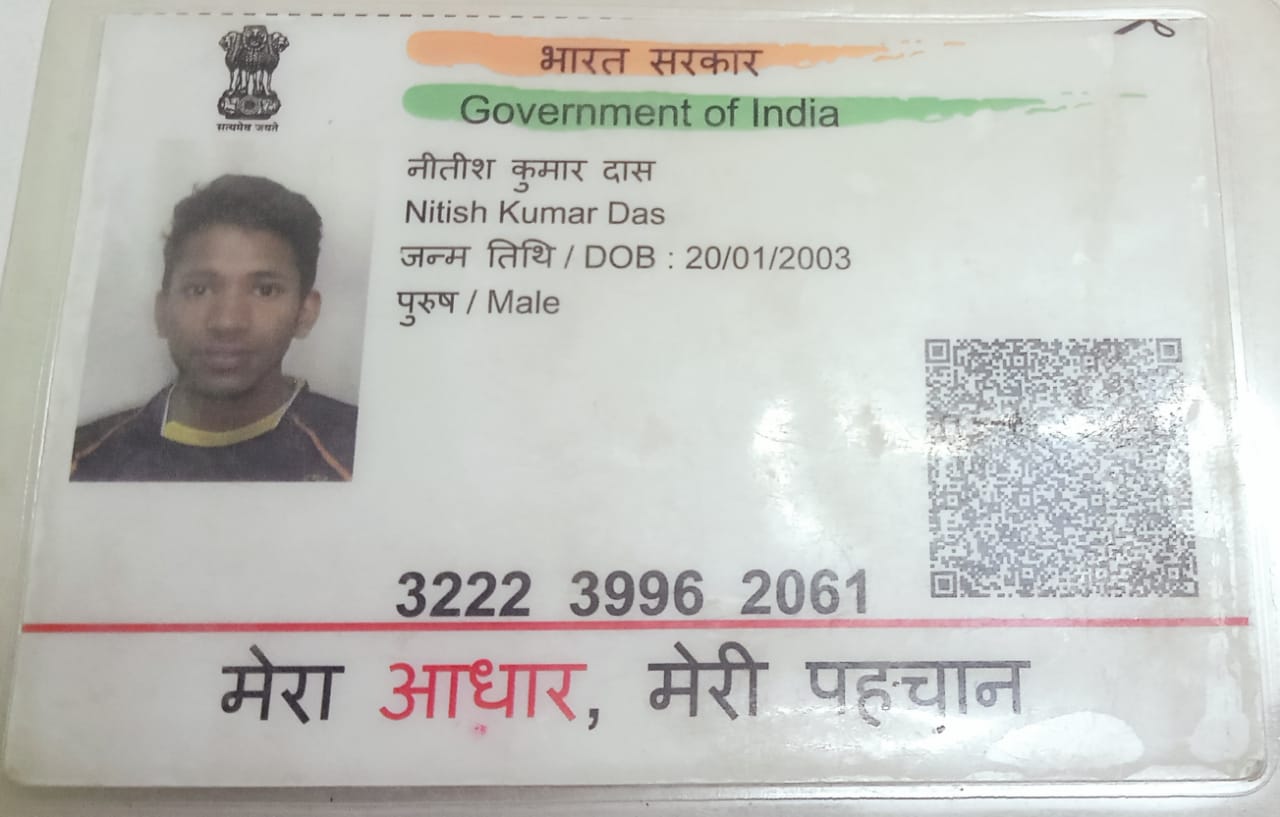 सत्यमेव जयते
भारत सरकार
Government of India
नीतीश कुमार दास
Nitish Kumar Das
जन्म तिथि / DOB : 20/01/2003
पुरुष / Male
3222 3996 2061
मेरा आधार, मेरी पहचान